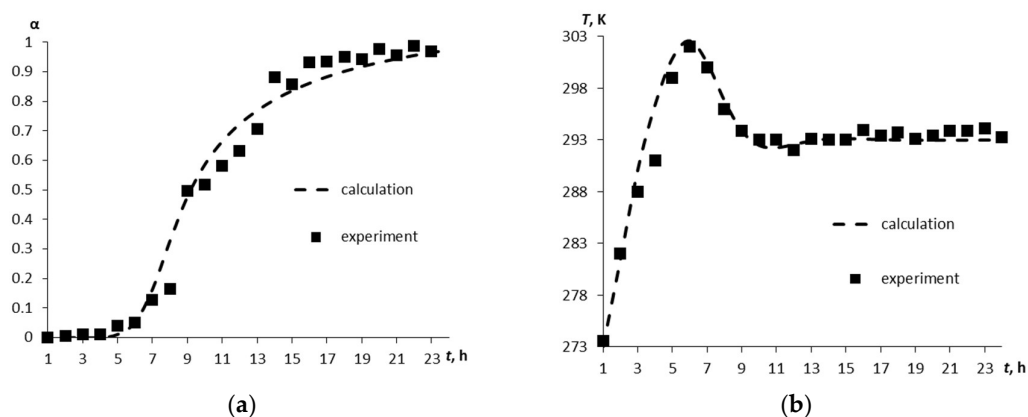 α
1
0.9
0.8
0.7
0.6
0.5
0.4
0.3
0.2
0.1
0
1 3 5 7 9 11 13 15 17 19 21 23 t, h
calculation
experiment
(a)
T, K
303
298
293
288
283
278
273
1 3 5 7 9 11 13 15 17 19 21 23 t, h
calculation
experiment
(b)